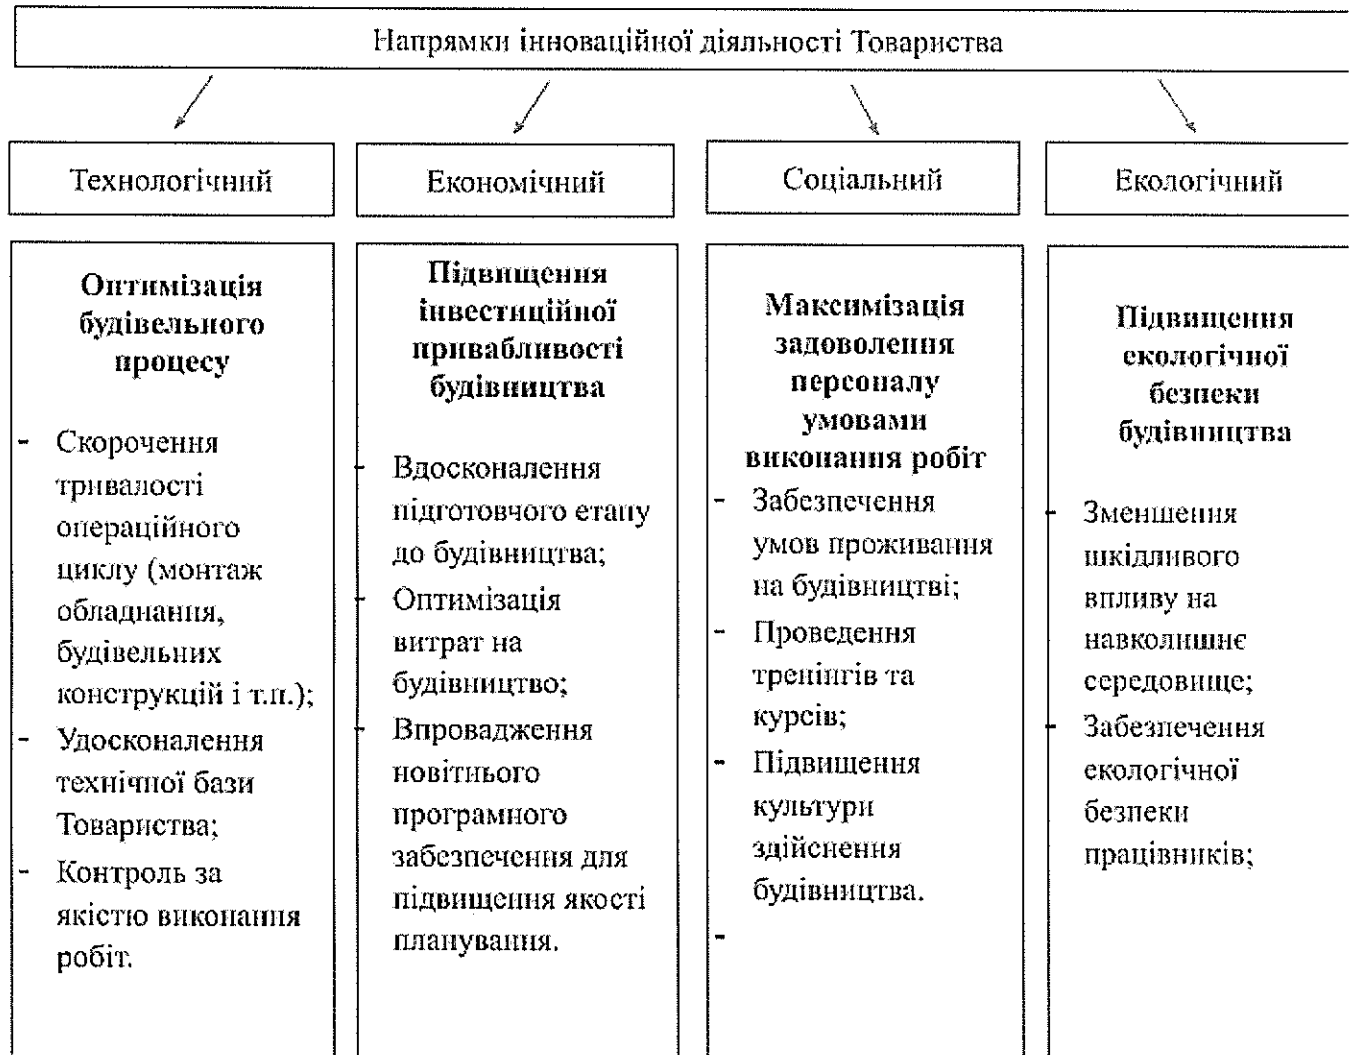 Напрямки інноваційної діяльності Товариства
Технологічний
Економічний
Соціальний
Екологічний
Оптимізація
будівельного
процесу
- Скорочення
тривалості
операційного
циклу (монтаж
обладнання,
будівельних
конструкцій і т.п.);
- Удосконалення
технічної бази
Товариства;
- Контроль за
якістю виконання
робіт.
Підвищення
інвестиційної
привабливості
будівництва
- Вдосконалення
підготовчого етапу
до будівництва;
- Оптимізація
витрат на
будівництво;
- Впровадження
новітнього
програмного
забезпечення для
підвищення якості
планування.
Максимізація
задоволення
персоналу
умовами
виконання робіт
- Забезпечення
умов проживання
на будівництві;
- Проведення
тренінгів та
курсів;
- Підвищення
культури
здійснення
будівництва.
-
Підвищення
екологічної
безпеки
будівництва
- Зменшення
шкідливого
впливу на
навколишнє
середовище;
- Забезпечення
екологічної
безпеки
працівників;